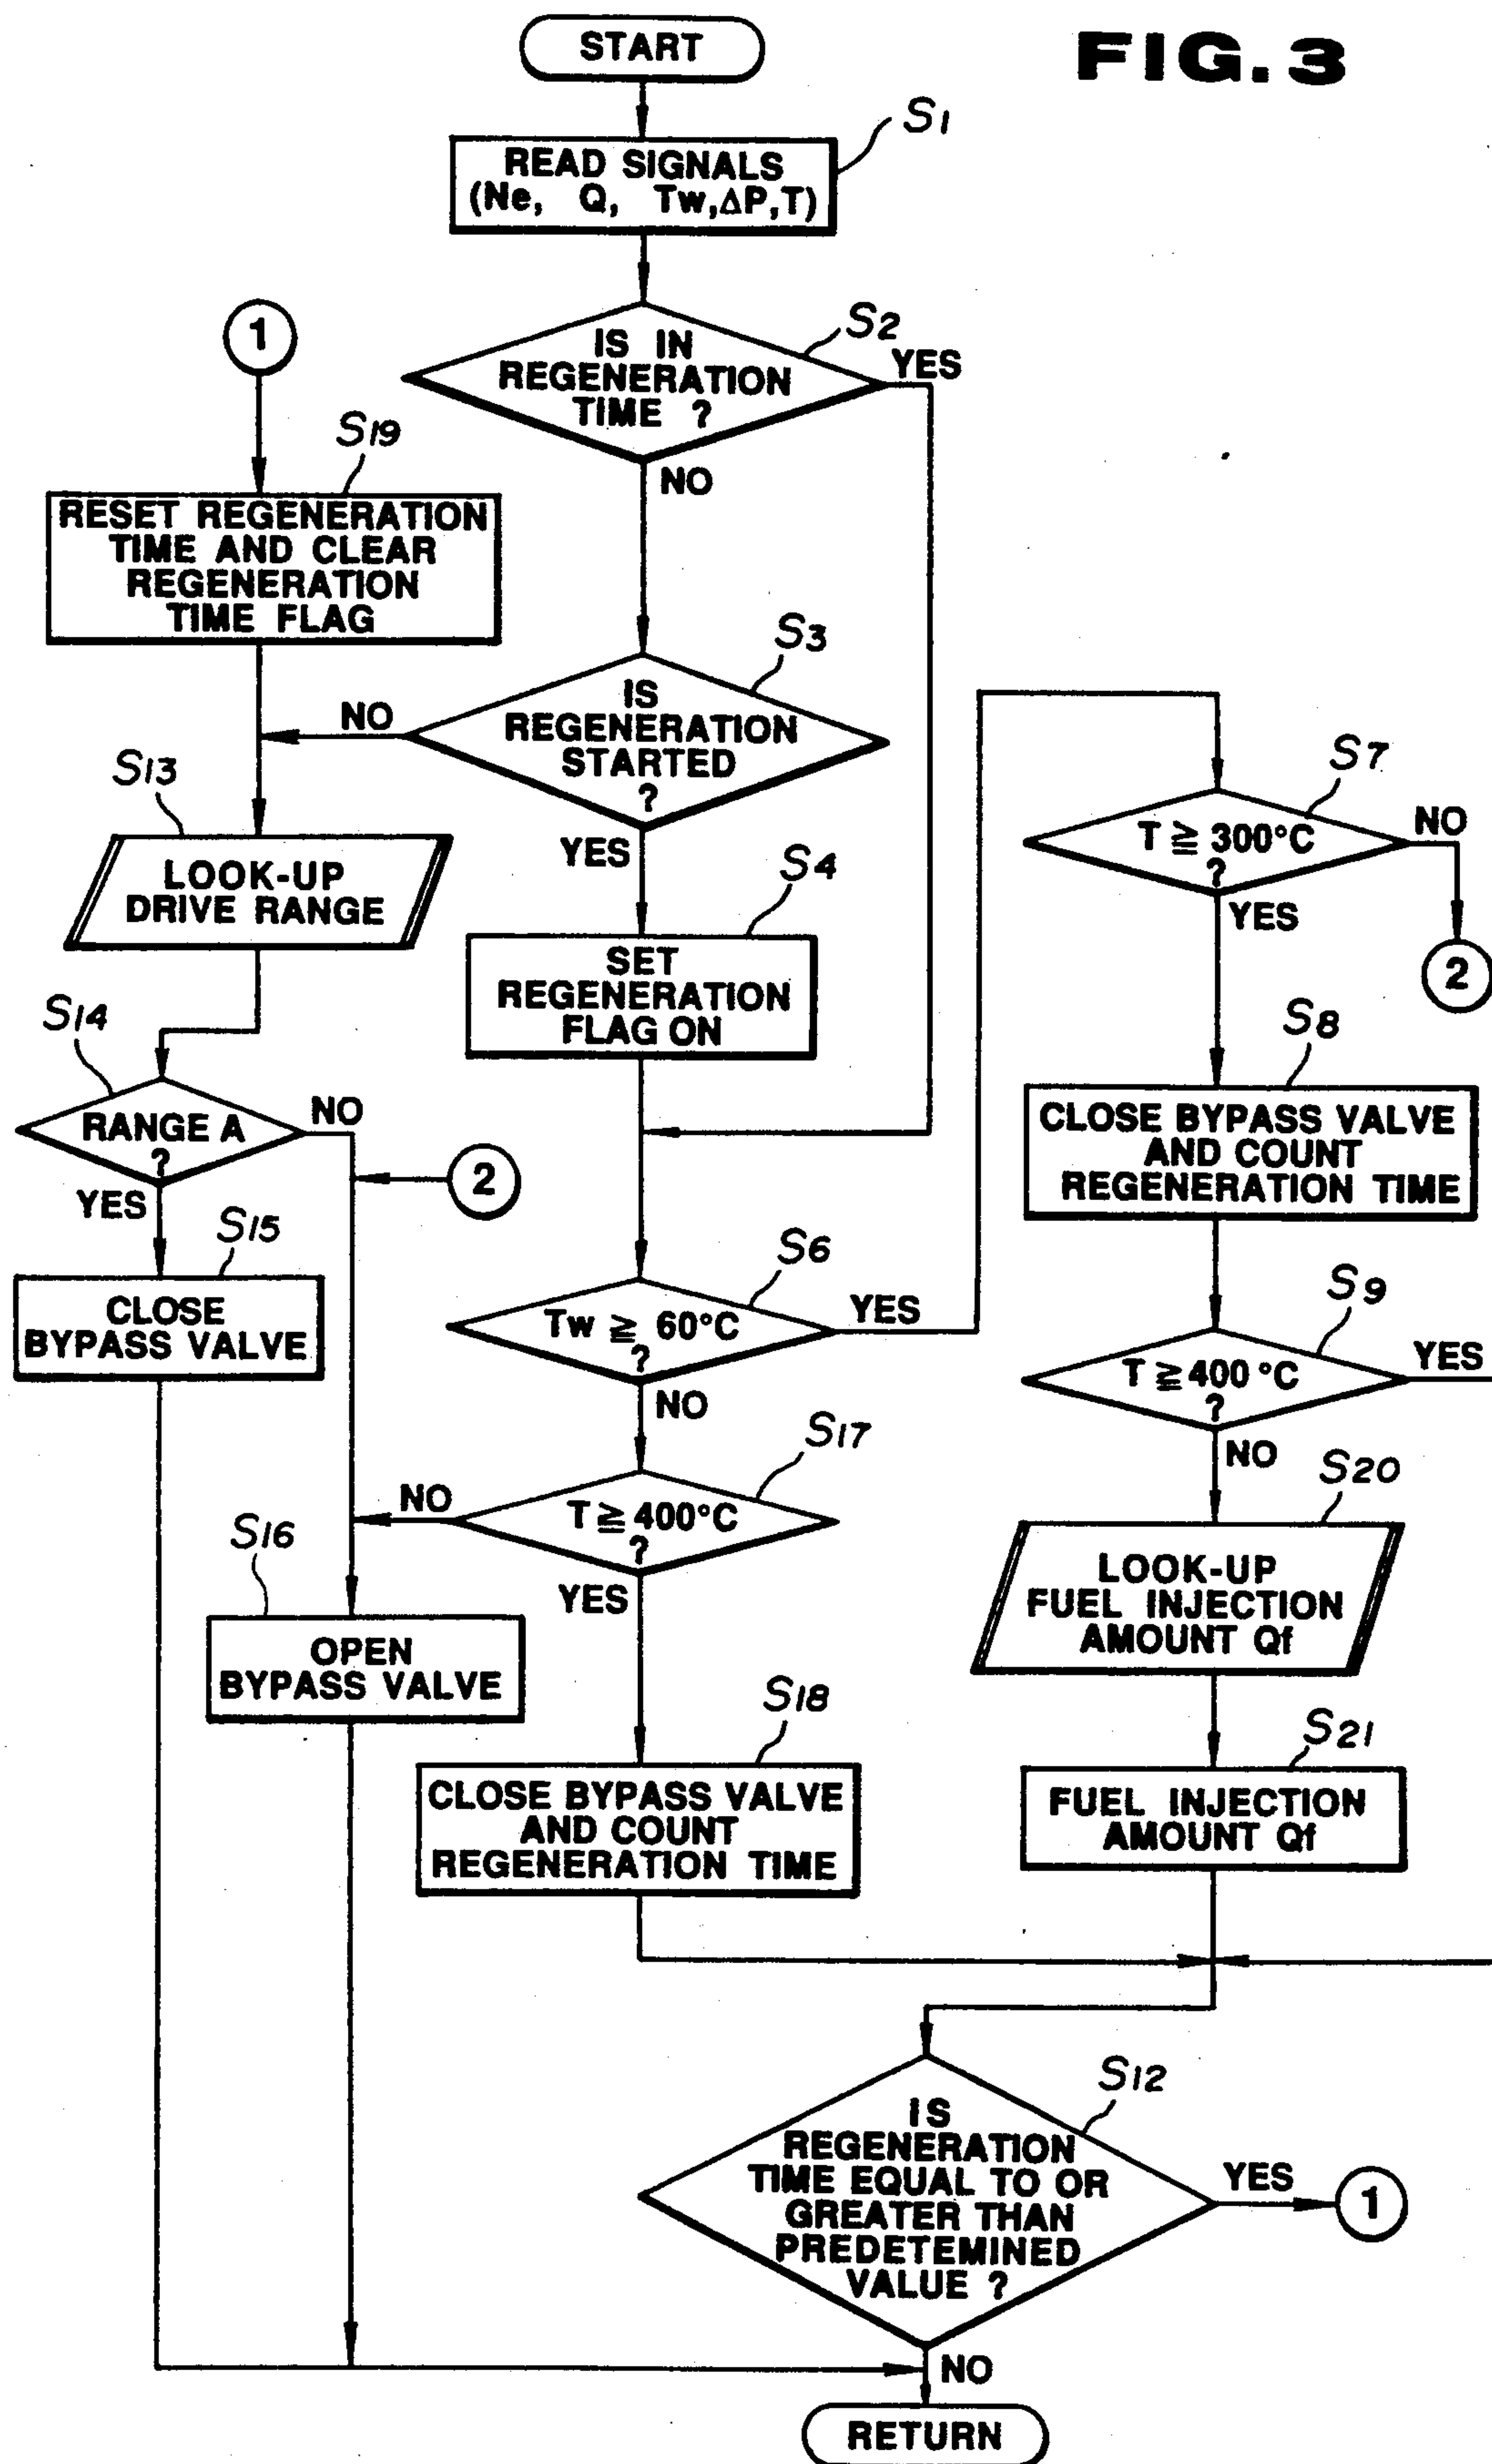 FIG. 3
START
S1
READ SIGNALS
(Ne, Q, Tw,ΔP,T)
1
S2
IS IN
REGENERATION
TIME ?
YES
NO
S19
RESET REGENERATION
TIME AND CLEAR
REGENERATION
TIME FLAG
S3
IS
REGENERATION
STARTED
?
NO
YES
S13
LOOK-UP
DRIVE RANGE
S4
SET
REGENERATION
FLAG ON
S7
T ≧ 300°C
?
NO
YES
2
S14
RANGE A
?
NO
YES
2
S8
CLOSE BYPASS VALVE
AND COUNT
REGENERATION TIME
S15
CLOSE
BYPASS VALVE
S6
Tw ≧ 60°C
?
YES
NO
S9
T ≧ 400 °C
?
YES
NO
S17
T ≧ 400°C
?
NO
YES
S16
OPEN
BYPASS VALVE
S20
LOOK-UP
FUEL INJECTION
AMOUNT Qf
S18
CLOSE BYPASS VALVE
AND COUNT
REGENERATION TIME
S21
FUEL INJECTION
AMOUNT Qf
S12
IS
REGENERATION
TIME EQUAL TO OR
GREATER THAN
PREDETEMINED
VALUE ?
YES
1
NO
RETURN